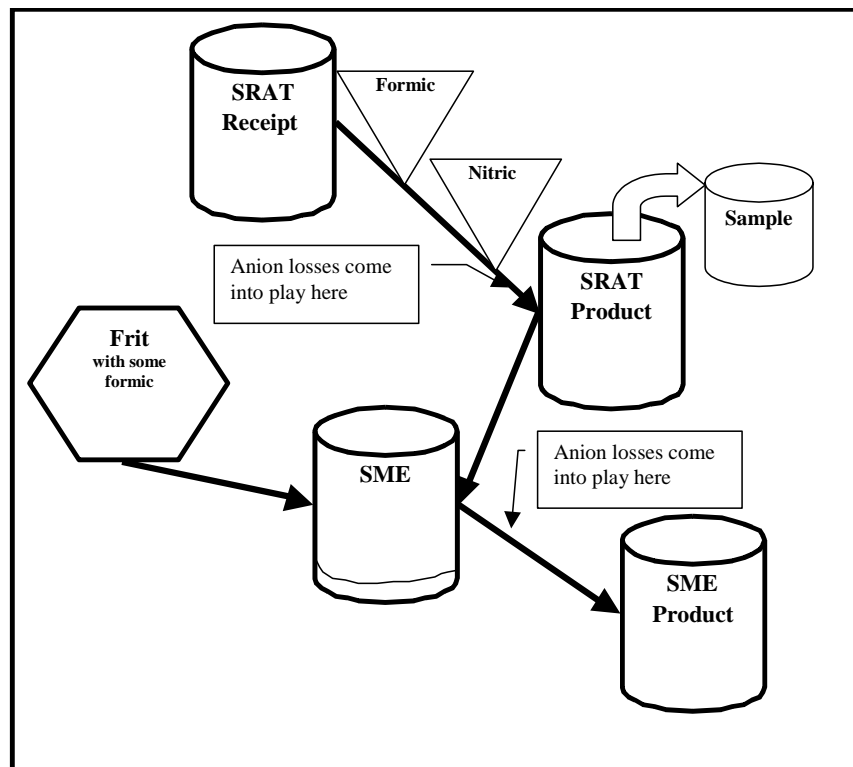 SRAT
Receipt
Formic
Nitric
Sample
Anion losses come
into play here
SRAT
Product
Frit
with some
formic
SME
Anion losses come
into play here
SME
Product